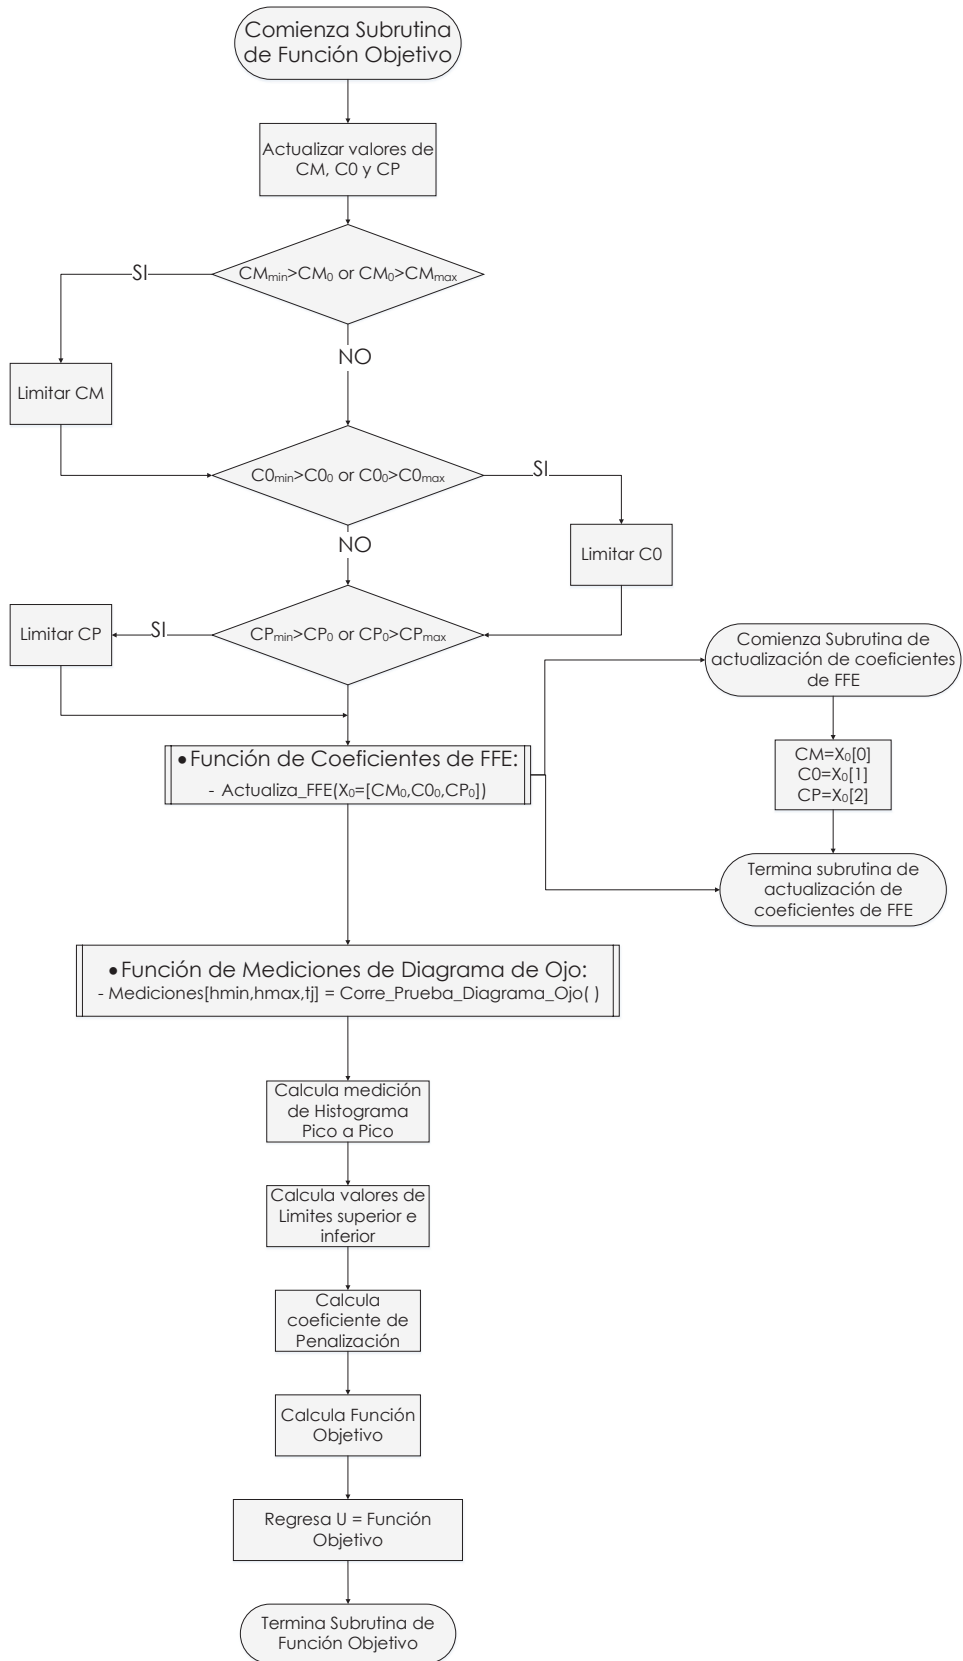 Comienza Subrutina
de Función Objetivo
Actualizar valores de
CM, C0 y CP
CMmin>CM0 or CM0>CMmax
SI
NO
Limitar CM
C0min>C00 or C00>C0max
SI
NO
Limitar C0
CPmin>CP0 or CP0>CPmax
SI
Limitar CP
•Función de Coeficientes de FFE:
- Actualiza_FFE(X0=[CM0,C00,CP0])
Comienza Subrutina de
actualización de coeficientes
de FFE
CM=X0[0]
C0=X0[1]
CP=X0[2]
Termina subrutina de
actualización de
coeficientes de FFE
•Función de Mediciones de Diagrama de Ojo:
- Mediciones[hmin,hmax,tj] = Corre_Prueba_Diagrama_Ojo( )
Calcula medición
de Histograma
Pico a Pico
Calcula valores de
Limites superior e
inferior
Calcula
coeficiente de
Penalización
Calcula Función
Objetivo
Regresa U = Función
Objetivo
Termina Subrutina de
Función Objetivo